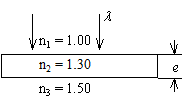 λ
n₁ = 1.00
n₂ = 1.30
e
n₃ = 1.50